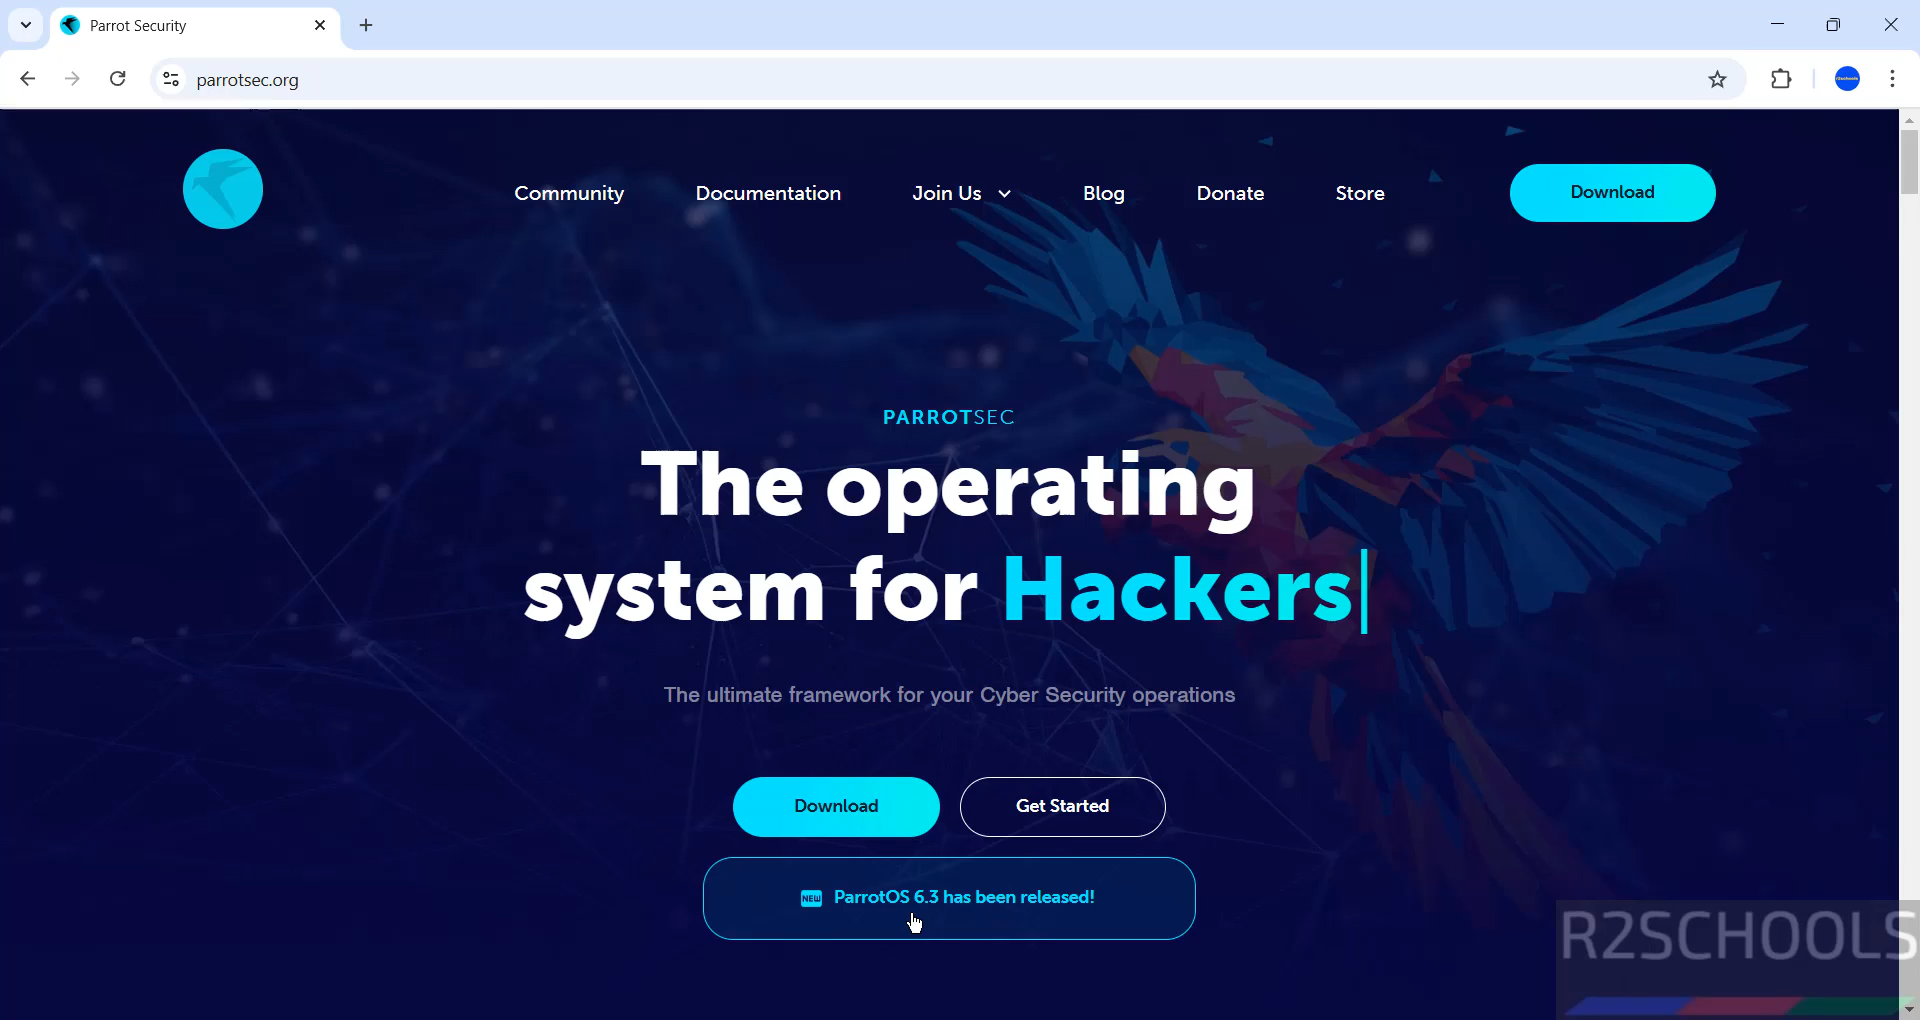 Parrot Security
parrotsec.org
Community Documentation Join Us Blog Donate Store Download
PARROTSEC
The operating
system for Hackers
The ultimate framework for your Cyber Security operations
Download Get Started
NEW ParrotOS 6.3 has been released!
R2SCHOOLS